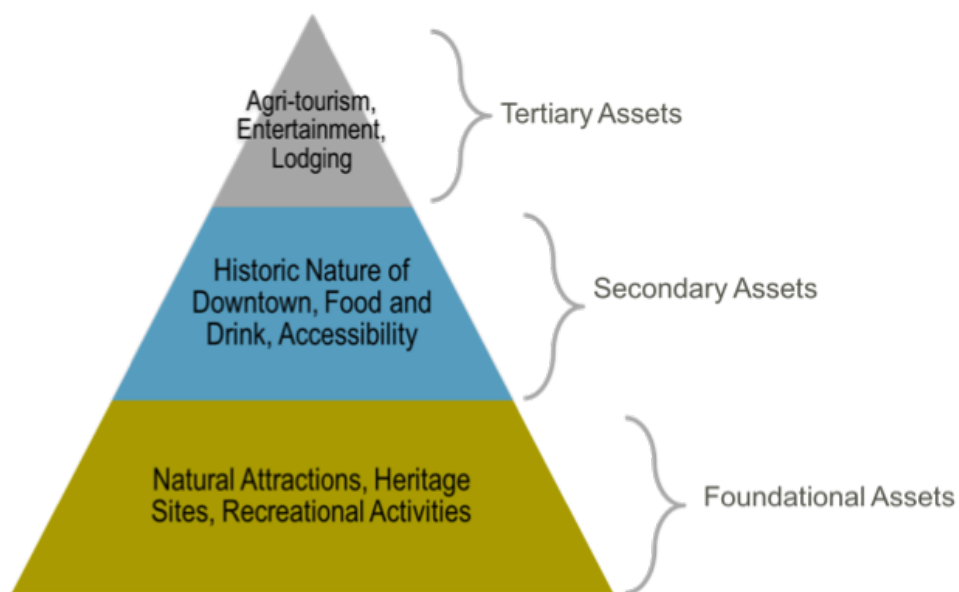 Agri-tourism,
Entertainment,
Lodging
Tertiary Assets
Historic Nature of
Downtown, Food and
Drink, Accessibility
Secondary Assets
Natural Attractions, Heritage
Sites, Recreational Activities
Foundational Assets